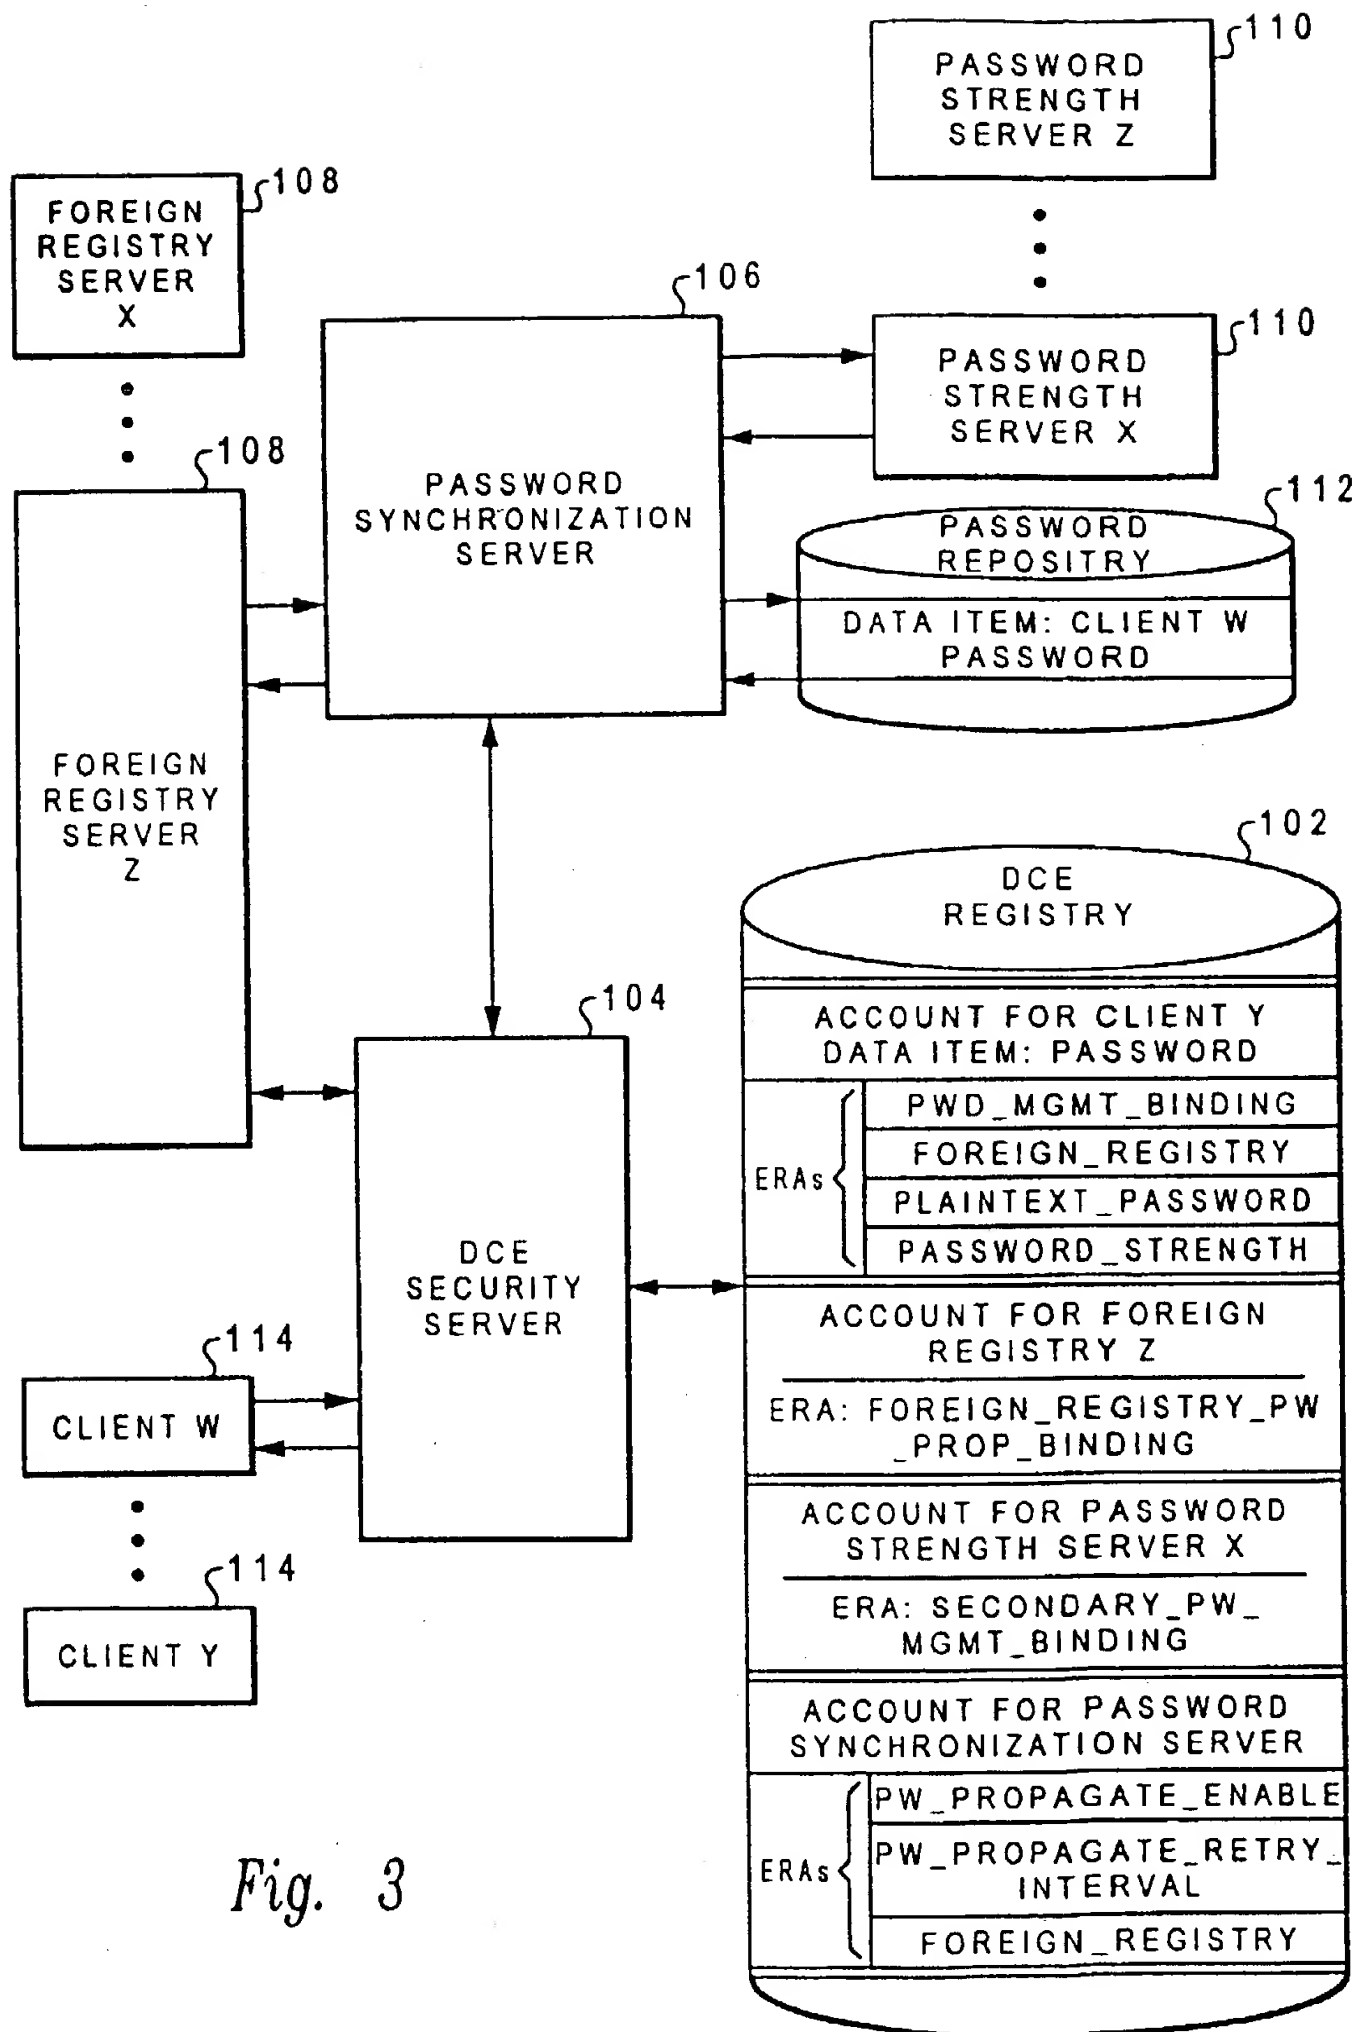 110
PASSWORD
STRENGTH
SERVER Z
108
FOREIGN
REGISTRY
SERVER
X
106
110
PASSWORD
STRENGTH
SERVER X
108
PASSWORD
SYNCHRONIZATION
SERVER
112
PASSWORD
REPOSITRY
DATA ITEM: CLIENT W
PASSWORD
FOREIGN
REGISTRY
SERVER
Z
102
DCE
REGISTRY
104
ACCOUNT FOR CLIENT Y
DATA ITEM: PASSWORD
ERAs
PWD_MGMT_BINDING
FOREIGN_REGISTRY
PLAINTEXT_PASSWORD
PASSWORD_STRENGTH
DCE
SECURITY
SERVER
ACCOUNT FOR FOREIGN
REGISTRY Z
ERA: FOREIGN_REGISTRY_PW
_PROP_BINDING
114
CLIENT W
ACCOUNT FOR PASSWORD
STRENGTH SERVER X
ERA: SECONDARY_PW_
MGMT_BINDING
114
CLIENT Y
ACCOUNT FOR PASSWORD
SYNCHRONIZATION SERVER
ERAs
PW_PROPAGATE_ENABLE
PW_PROPAGATE_RETRY_
INTERVAL
FOREIGN_REGISTRY
Fig. 3